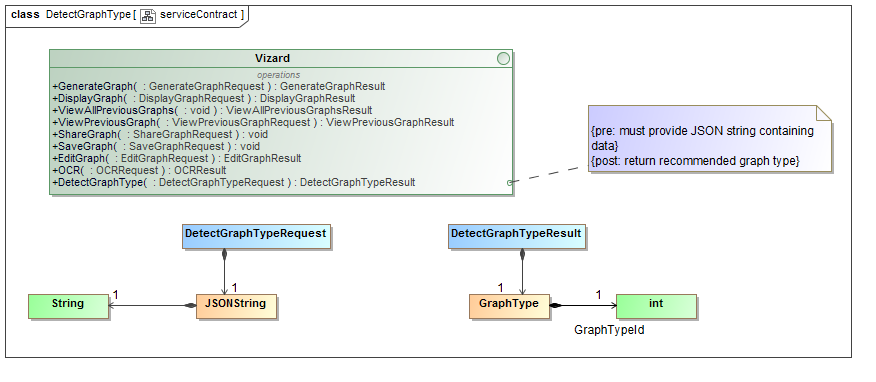 class DetectGraphType [ serviceContract ]
Vizard
operations
+GenerateGraph( : GenerateGraphRequest ) : GenerateGraphResult
+DisplayGraph( : DisplayGraphRequest ) : DisplayGraphResult
+ViewAllPreviousGraphs( : void ) : ViewAllPreviousGraphsResult
+ViewPreviousGraph( : ViewPreviousGraphRequest ) : ViewPreviousGraphResult
+ShareGraph( : ShareGraphRequest ) : void
+SaveGraph( : SaveGraphRequest ) : void
+EditGraph( : EditGraphRequest ) : EditGraphResult
+OCR( : OCRRequest ) : OCRResult
+DetectGraphType( : DetectGraphTypeRequest ) : DetectGraphTypeResult
{pre: must provide JSON string containing
data}
{post: return recommended graph type}
DetectGraphTypeRequest
DetectGraphTypeResult
1
1
1
1
String
JSONString
GraphType
int
GraphTypeId